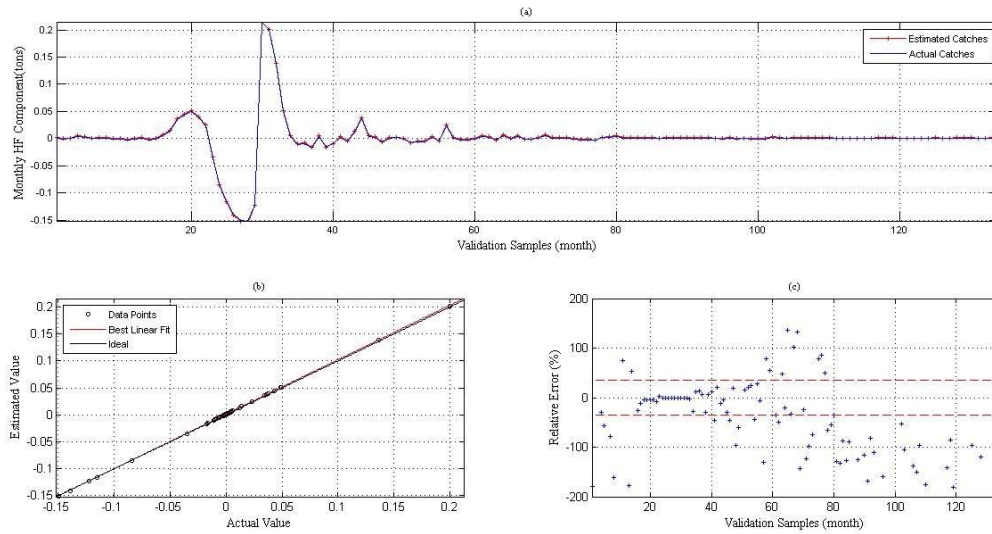 (a)
0.2
0.15
0.1
0.05
0
-0.05
-0.1
-0.15
Monthly HF Component(tons)
Estimated Catches
Actual Catches
20 40 60 80 100 120
Validation Samples (month)
(b)
0.2
0.15
0.1
0.05
0
-0.05
-0.1
-0.15
Estimated Value
Data Points
Best Linear Fit
Ideal
-0.15 -0.1 -0.05 0 0.05 0.1 0.15 0.2
Actual Value
(c)
200
100
0
-100
-200
Relative Error (%)
20 40 60 80 100 120
Validation Samples (month)